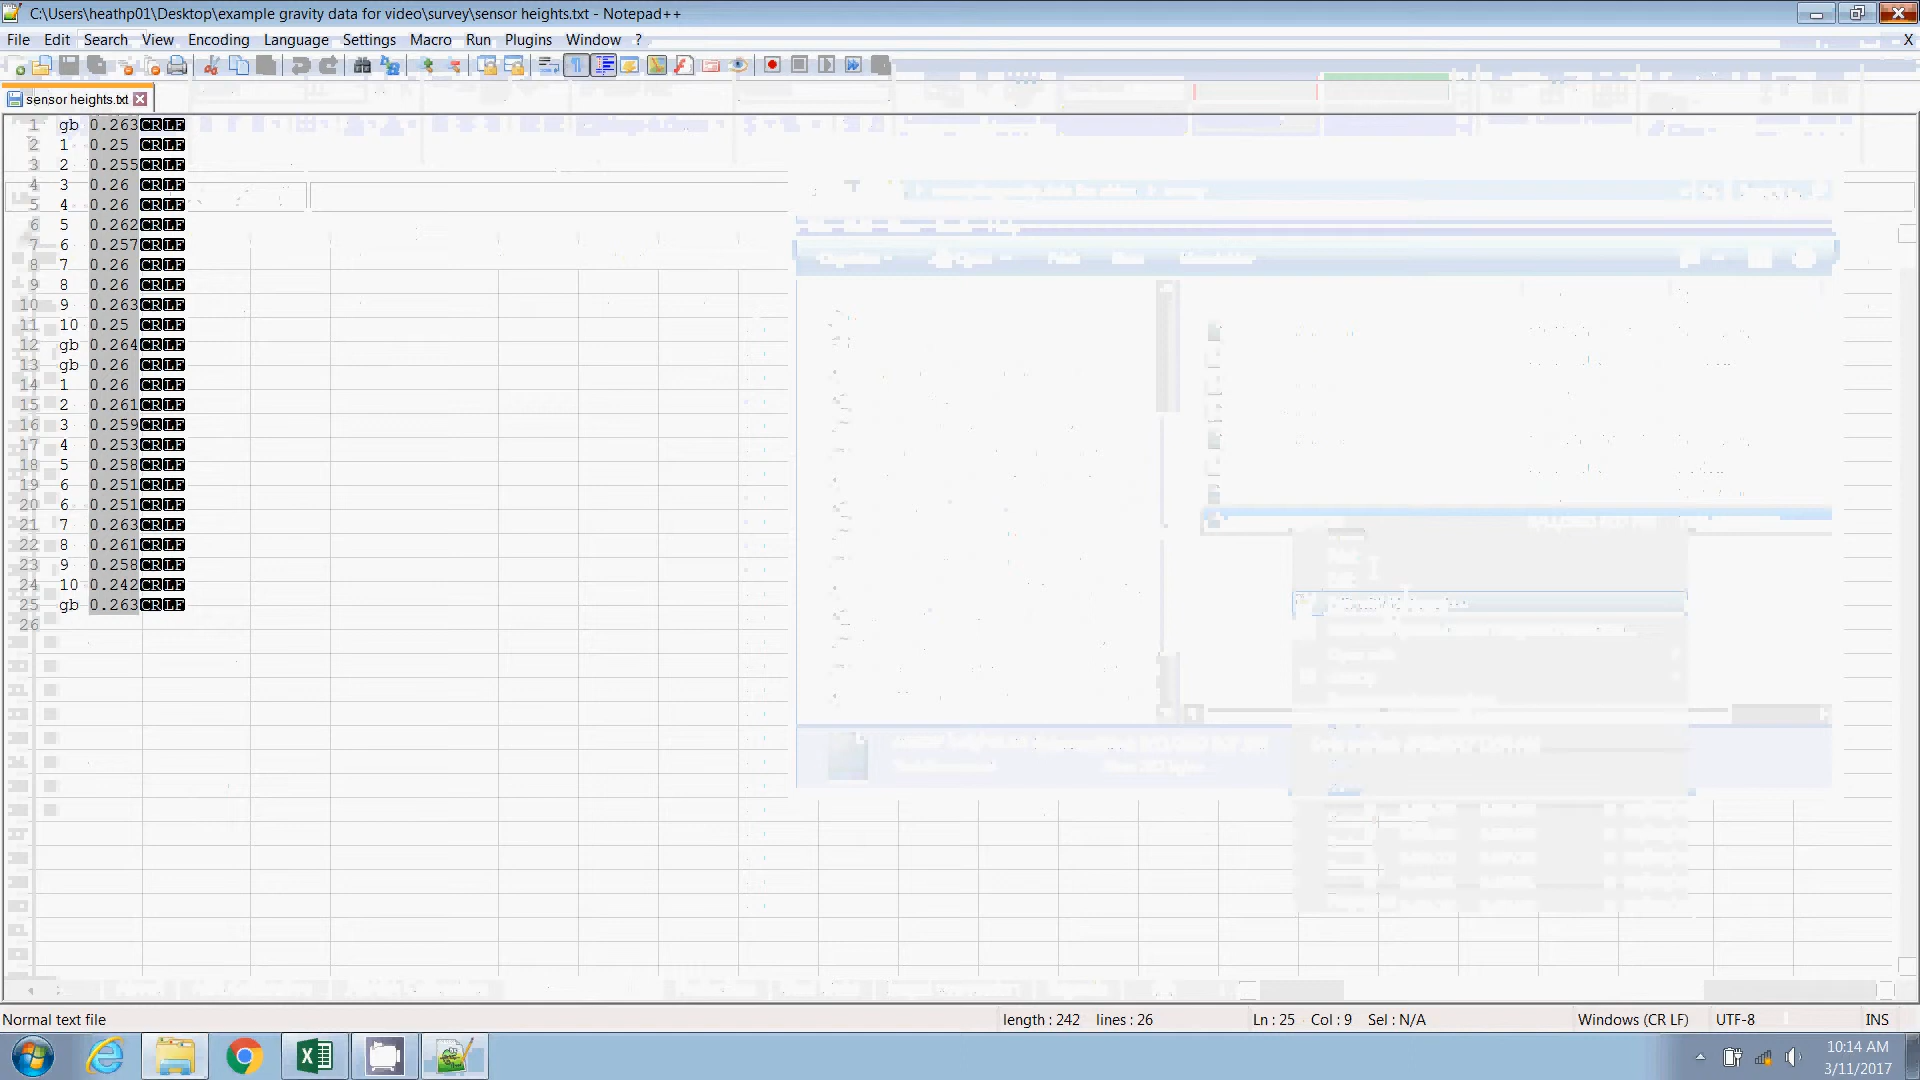 C:\Users\heathp01\Desktop\example gravity data for video\survey\sensor heights.txt - Notepad++
File Edit Search View Encoding Language Settings Macro Run Plugins Window ? X
sensor heights.txt
1 gb 0.263CRLF
2 1 0.25 CRLF
3 2 0.255CRLF
4 3 0.26 CRLF
5 4 0.26 CRLF
6 5 0.262CRLF
7 6 0.257CRLF
8 7 0.26 CRLF
9 8 0.26 CRLF
10 9 0.263CRLF
11 10 0.25 CRLF
12 gb 0.264CRLF
13 gb 0.26 CRLF
14 1 0.26 CRLF
15 2 0.261CRLF
16 3 0.259CRLF
17 4 0.253CRLF
18 5 0.258CRLF
19 6 0.251CRLF
20 6 0.251CRLF
21 7 0.263CRLF
22 8 0.261CRLF
23 9 0.258CRLF
24 10 0.242CRLF
25 gb 0.263CRLF
26
Normal text file length : 242 lines : 26 Ln : 25 Col : 9 Sel : N/A Windows (CR LF) UTF-8 INS
10:14 AM
3/11/2017